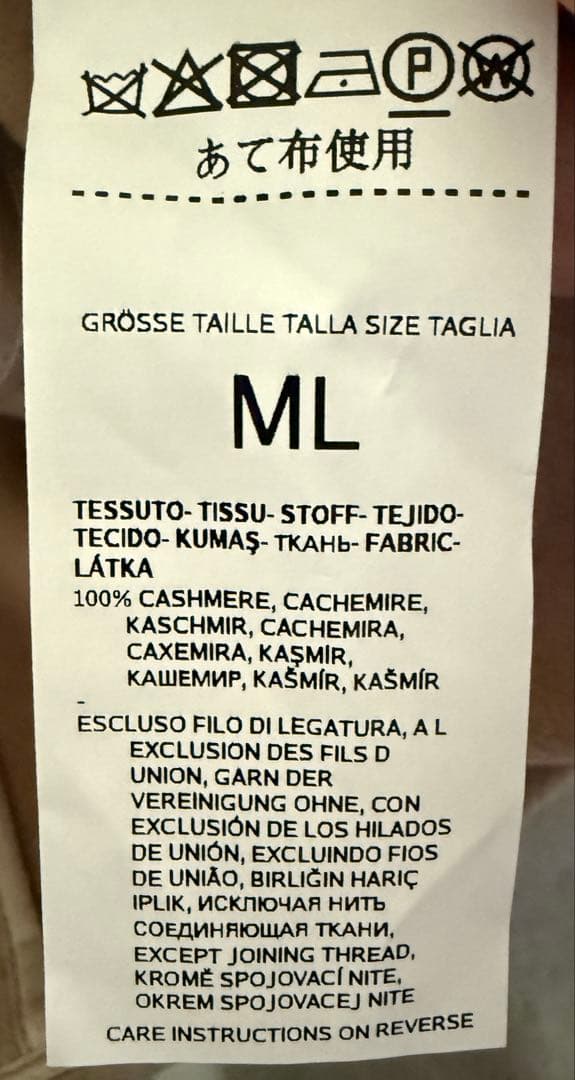 P W
あて布使用
GRÖSSE TAILLE TALLA SIZE TAGLIA
ML
TESSUTO- TISSU- STOFF- TEJIDO-
TECIDO- KUMAŞ- ТКАНЬ- FABRIC-
LÁTKA
100% CASHMERE, CACHEMIRE,
KASCHMIR, CACHEMIRA,
CAXEMIRA, KAŞMİR,
КАШЕМИР, KAŠMÍR, KAŠMÍR
-
ESCLUSO FILO DI LEGATURA, A L
EXCLUSION DES FILS D
UNION, GARN DER
VEREINIGUNG OHNE, CON
EXCLUSIÓN DE LOS HILADOS
DE UNIÓN, EXCLUINDO FIOS
DE UNIÃO, BIRLIĞIN HARIÇ
IPLIK, ИСКЛЮЧАЯ НИТЬ
СОЕДИНЯЮЩАЯ ТКАНИ,
EXCEPT JOINING THREAD,
KROMĚ SPOJOVACÍ NITE,
OKREM SPOJOVACEJ NITE
CARE INSTRUCTIONS ON REVERSE